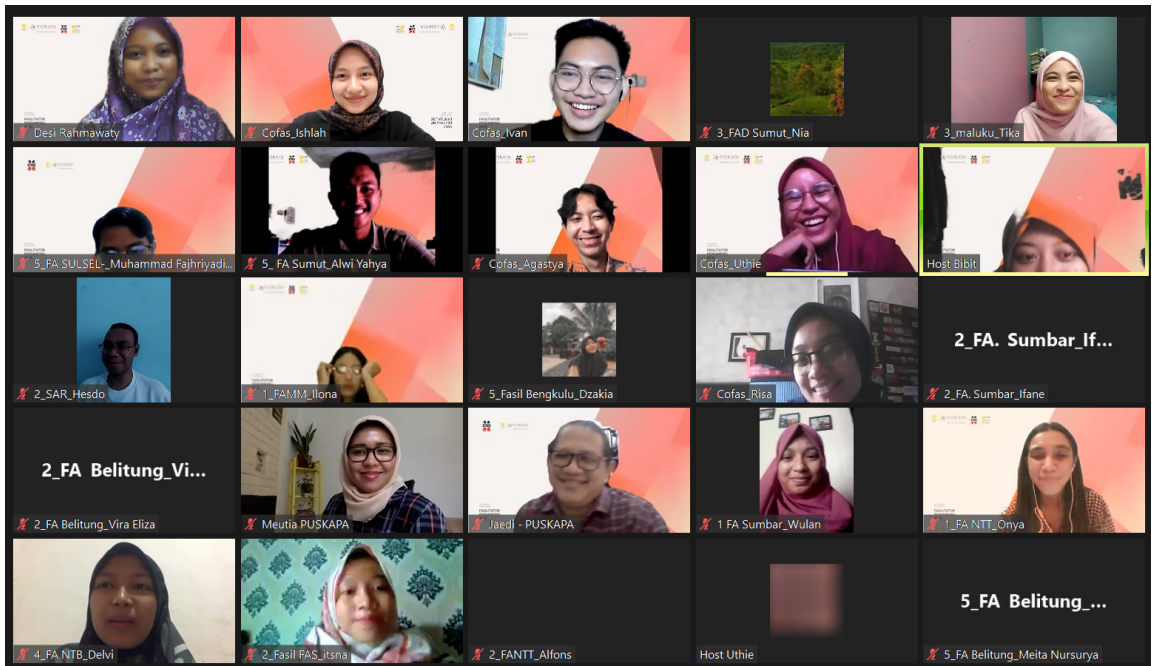 Desi Rahmawaty
Cofas_Ishlah
Cofas_Ivan
3_FAD Sumut_Nia
3_maluku_Tika
5_FA SULSEL-_Muhammad Fajhriyadi...
5_ FA Sumut_Alwi Yahya
Cofas_Agastya
Cofas_Uthie
Host Bibit
2_SAR_Hesdo
1_FAMM_Ilona
5_Fasil Bengkulu_Dzakia
Cofas_Risa
2_FA. Sumbar_If...
2_FA. Sumbar_Ifane
2_FA Belitung_Vi...
2_FA Belitung_Vira Eliza
Meutia PUSKAPA
Jaedi - PUSKAPA
1 FA Sumbar_Wulan
1_FA NTT_Onya
4_FA NTB_Delvi
2_Fasil FAS_itsna
2_FANTT_Alfons
Host Uthie
5_FA Belitung_...
5_FA Belitung_Meita Nursurya